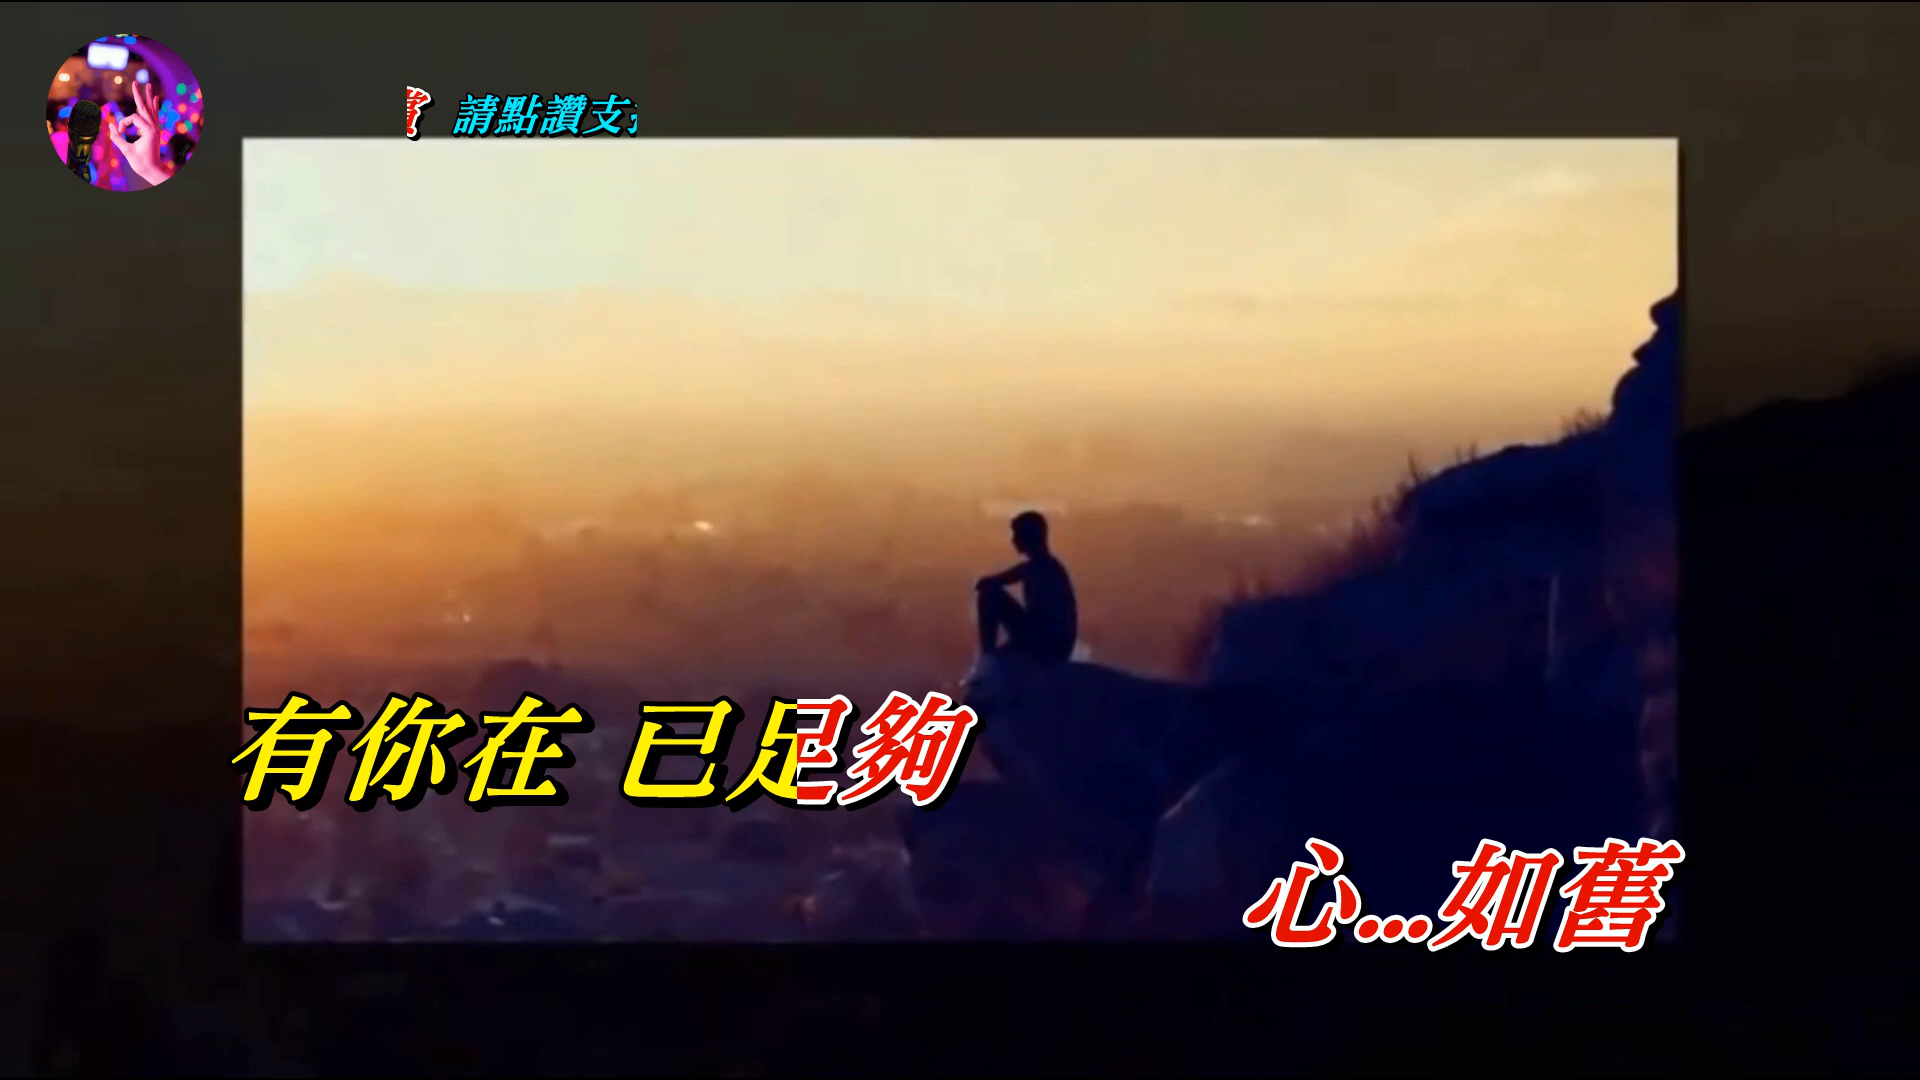 請點讚支
有你在 已足夠
心...如舊